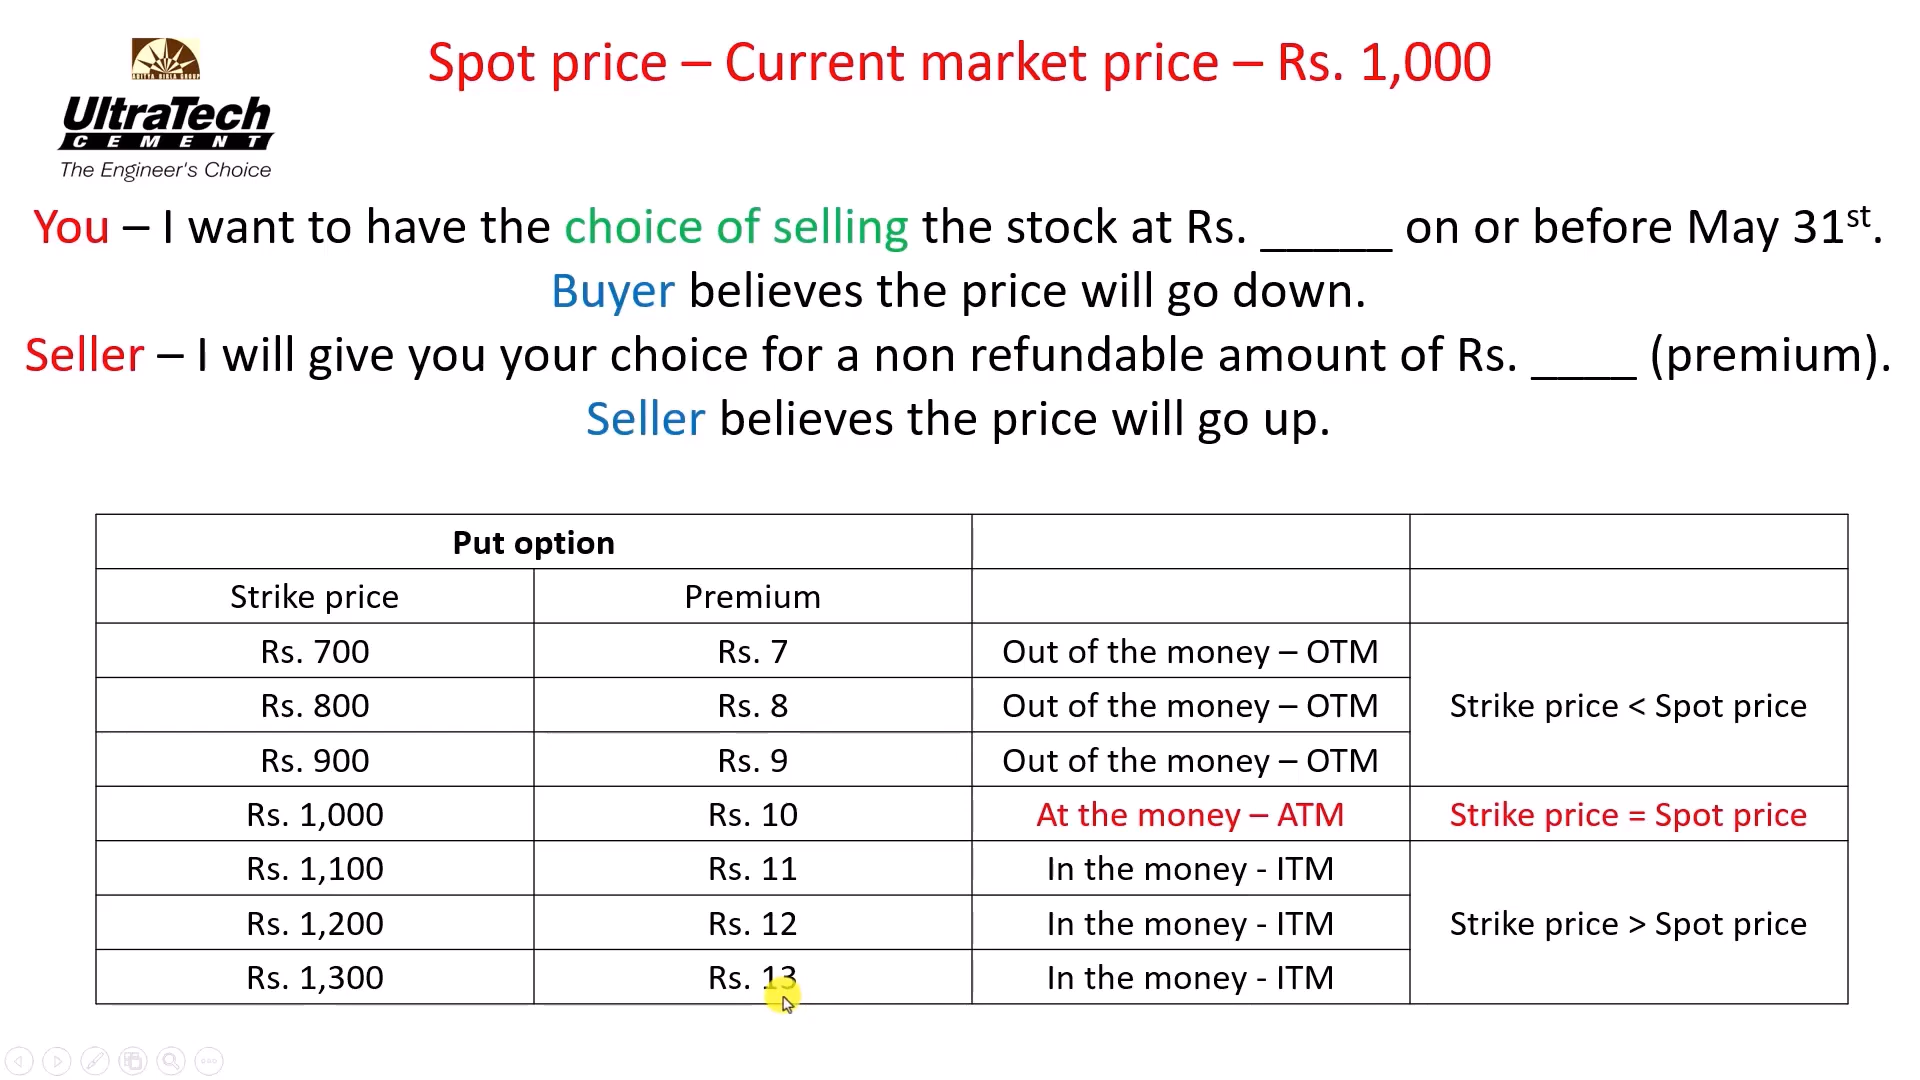 Spot price – Current market price – Rs. 1,000
ADITYA BIRLA GROUP
UltraTech
CEMENT
The Engineer's Choice
You – I want to have the choice of selling the stock at Rs. _____ on or before May 31st.
Buyer believes the price will go down.
Seller – I will give you your choice for a non refundable amount of Rs. ____ (premium).
Seller believes the price will go up.
Put option
Strike price Premium
Rs. 700 Rs. 7 Out of the money – OTM
Rs. 800 Rs. 8 Out of the money – OTM Strike price < Spot price
Rs. 900 Rs. 9 Out of the money – OTM
Rs. 1,000 Rs. 10 At the money – ATM Strike price = Spot price
Rs. 1,100 Rs. 11 In the money - ITM
Rs. 1,200 Rs. 12 In the money - ITM Strike price > Spot price
Rs. 1,300 Rs. 13 In the money - ITM